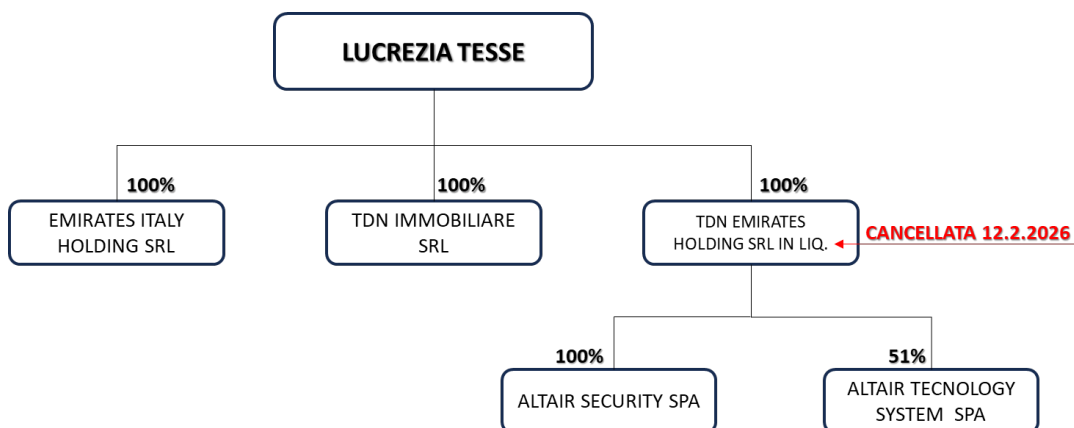 LUCREZIA TESSE
100%
100%
100%
EMIRATES ITALY
HOLDING SRL
TDN IMMOBILIARE
SRL
TDN EMIRATES
HOLDING SRL IN LIQ.
CANCELLATA 12.2.2026
100%
51%
ALTAIR SECURITY SPA
ALTAIR TECNOLOGY
SYSTEM SPA